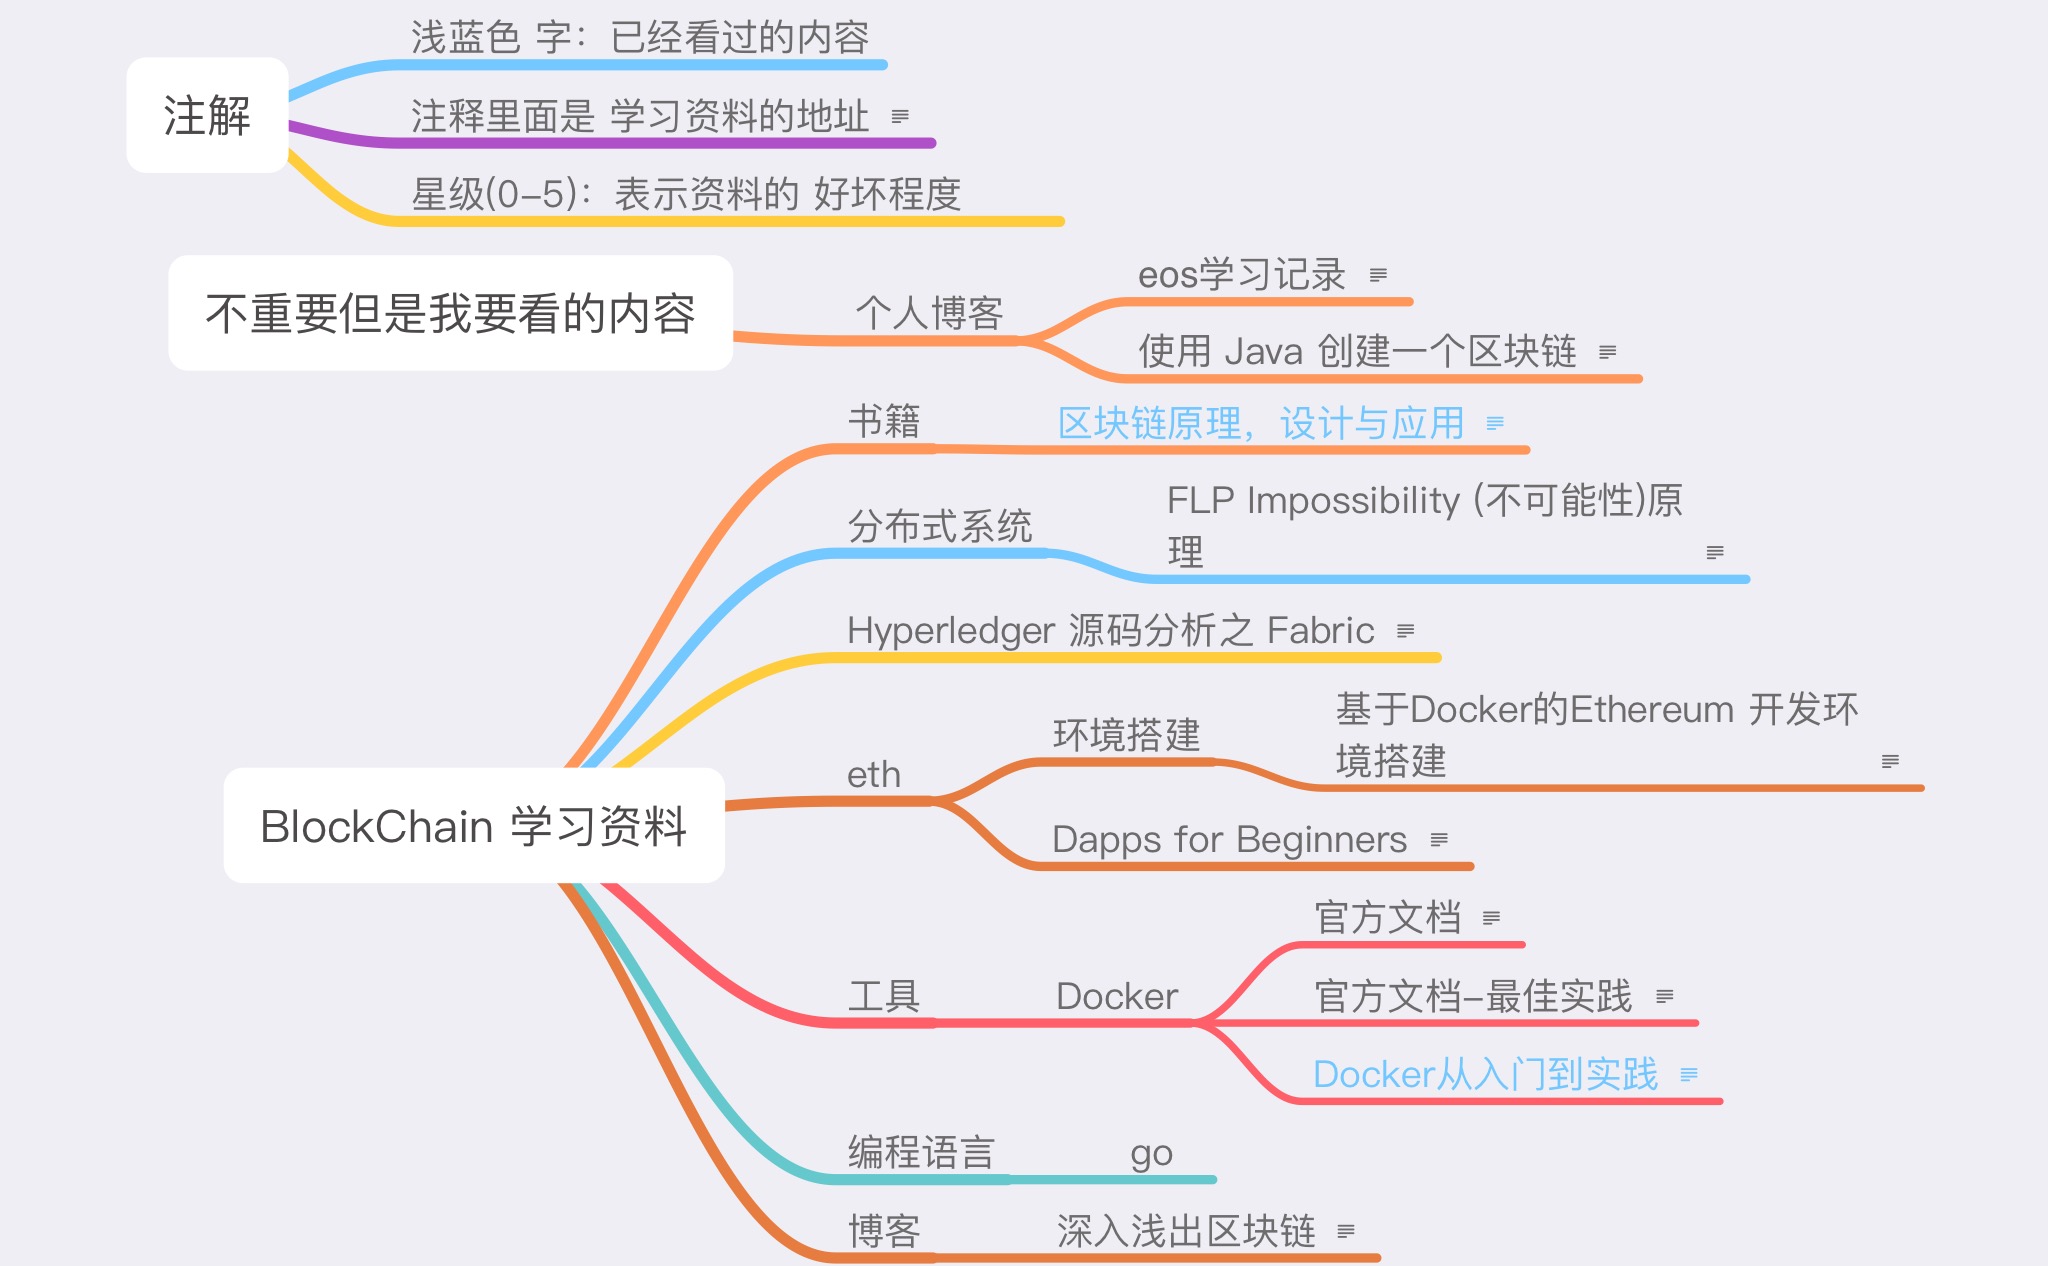 浅蓝色 字：已经看过的内容
注解
注释里面是 学习资料的地址
星级(0-5)：表示资料的 好坏程度
不重要但是我要看的内容
个人博客
eos学习记录
使用 Java 创建一个区块链
书籍
区块链原理，设计与应用
分布式系统
FLP Impossibility (不可能性)原
理
Hyperledger 源码分析之 Fabric
BlockChain 学习资料
eth
环境搭建
基于Docker的Ethereum 开发环
境搭建
Dapps for Beginners
工具
Docker
官方文档
官方文档-最佳实践
Docker从入门到实践
编程语言
go
博客
深入浅出区块链